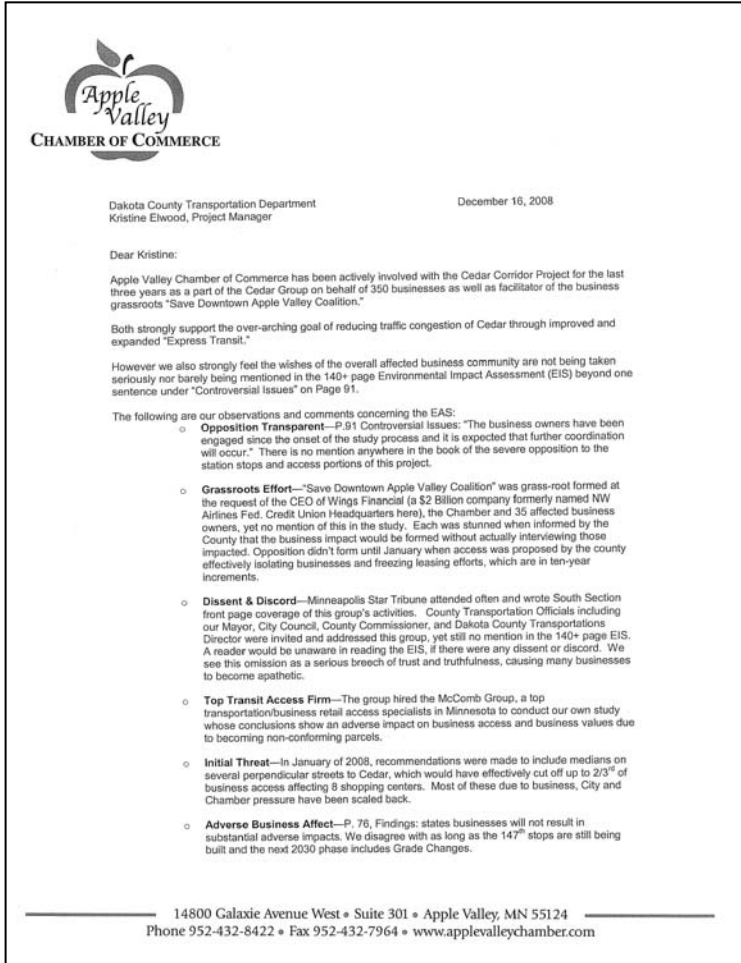 Apple
Valley
CHAMBER OF COMMERCE
Dakota County Transportation Department December 16, 2008
Kristine Elwood, Project Manager
Dear Kristine:
Apple Valley Chamber of Commerce has been actively involved with the Cedar Corridor Project for the last
three years as a part of the Cedar Group on behalf of 350 businesses as well as facilitator of the business
grassroots “Save Downtown Apple Valley Coalition.”
Both strongly support the over-arching goal of reducing traffic congestion of Cedar through improved and
expanded “Express Transit.”
However we also strongly feel the wishes of the overall affected business community are not being taken
seriously nor barely being mentioned in the 140+ page Environmental Impact Assessment (EIS) beyond one
sentence under “Controversial Issues” on Page 91.
The following are our observations and comments concerning the EAS:
o Opposition Transparent—P.91 Controversial Issues: “The business owners have been
engaged since the onset of the study process and it is expected that further coordination
will occur.” There is no mention anywhere in the book of the severe opposition to the
station stops and access portions of this project.
o Grassroots Effort—“Save Downtown Apple Valley Coalition” was grass-root formed at
the request of the CEO of Wings Financial (a $2 Billion company formerly named NW
Airlines Fed. Credit Union Headquarters here), the Chamber and 35 affected business
owners, yet no mention of this in the study. Each was stunned when informed by the
County that the business impact would be formed without actually interviewing those
impacted. Opposition didn’t form until January when access was proposed by the county
effectively isolating businesses and freezing leasing efforts, which are in ten-year
increments.
o Dissent & Discord—Minneapolis Star Tribune attended often and wrote South Section
front page coverage of this group’s activities. County Transportation Officials including
our Mayor, City Council, County Commissioner, and Dakota County Transportations
Director were invited and addressed this group, yet still no mention in the 140+ page EIS.
A reader would be unaware in reading the EIS, if there were any dissent or discord. We
see this omission as a serious breech of trust and truthfulness, causing many businesses
to become apathetic.
o Top Transit Access Firm—The group hired the McComb Group, a top
transportation/business retail access specialists in Minnesota to conduct our own study
whose conclusions show an adverse impact on business access and business values due
to becoming non-conforming parcels.
o Initial Threat—In January of 2008, recommendations were made to include medians on
several perpendicular streets to Cedar, which would have effectively cut off up to 2/3rd of
business access affecting 8 shopping centers. Most of these due to business, City and
Chamber pressure have been scaled back.
o Adverse Business Affect—P. 76, Findings: states businesses will not result in
substantial adverse impacts. We disagree with as long as the 147th stops are still being
built and the next 2030 phase includes Grade Changes.
14800 Galaxie Avenue West • Suite 301 • Apple Valley, MN 55124
Phone 952-432-8422 • Fax 952-432-7964 • www.applevalleychamber.com